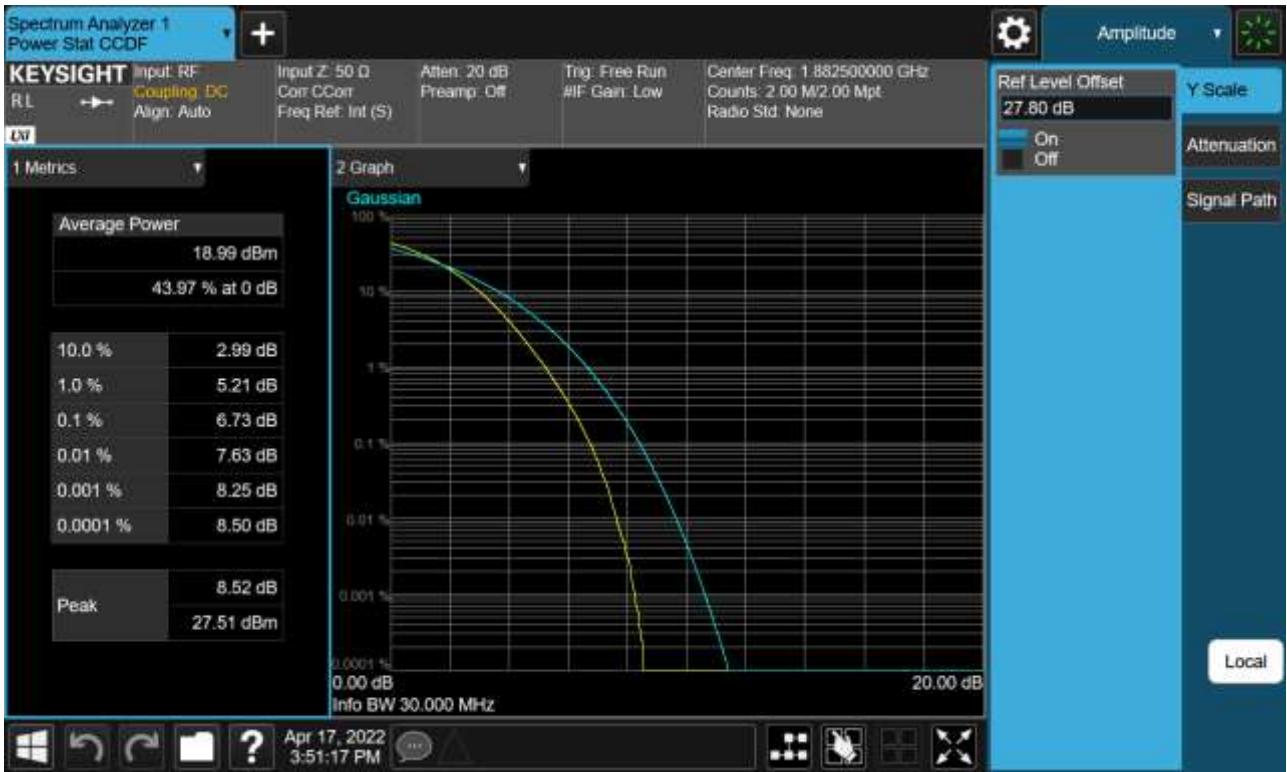 Spectrum Analyzer 1
Power Stat CCDF
Amplitude
KEYSIGHT
RL
LXI
Input: RF
Coupling: DC
Align: Auto
Input Z: 50 Ω
Corr CCorr
Freq Ref: Int (S)
Atten: 20 dB
Preamp: Off
Trig: Free Run
#IF Gain: Low
Center Freq: 1.882500000 GHz
Counts: 2.00 M/2.00 Mpt
Radio Std: None
Ref Level Offset
27.80 dB
On
Off
Y Scale
Attenuation
Signal Path
1 Metrics
Average Power
18.99 dBm
43.97 % at 0 dB
10.0 % 2.99 dB
1.0 % 5.21 dB
0.1 % 6.73 dB
0.01 % 7.63 dB
0.001 % 8.25 dB
0.0001 % 8.50 dB
Peak
8.52 dB
27.51 dBm
2 Graph
Gaussian
100 %
10 %
1 %
0.1 %
0.01 %
0.001 %
0.0001 %
0.00 dB 20.00 dB
Info BW 30.000 MHz
Local
?
Apr 17, 2022
3:51:17 PM